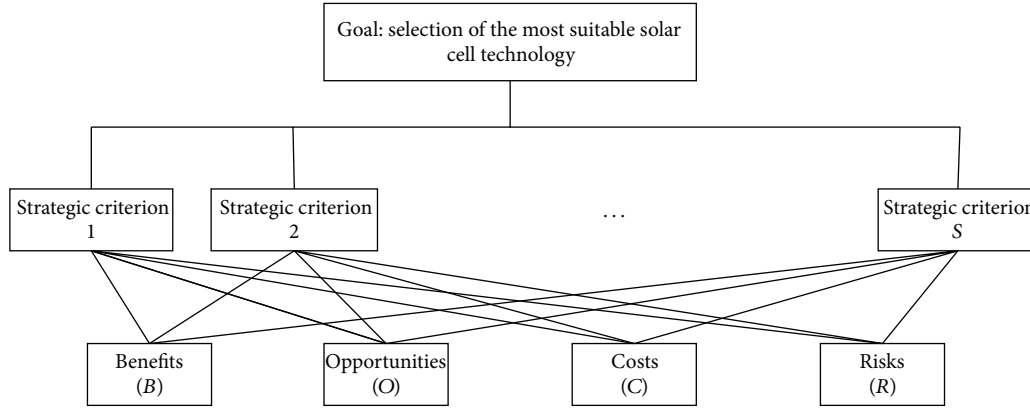 Goal: selection of the most suitable solar
cell technology
Strategic criterion
1
Strategic criterion
2
...
Strategic criterion
S
Benefits
(B)
Opportunities
(O)
Costs
(C)
Risks
(R)